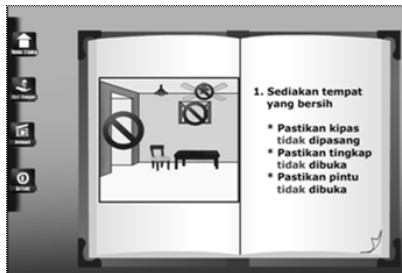 1. Sediakan tempat
yang bersih
* Pastikan kipas
tidak dipasang
* Pastikan tingkap
tidak dibuka
* Pastikan pintu
tidak dibuka